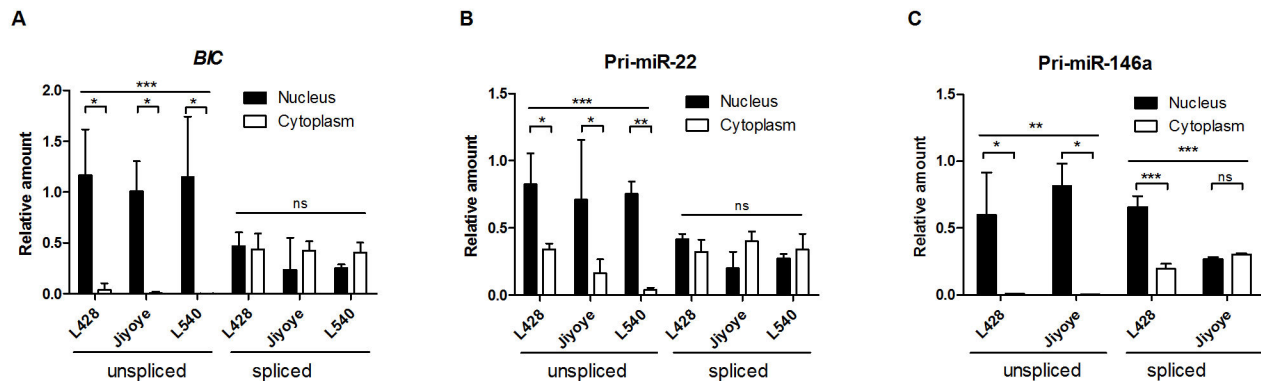 A
BIC
Relative amount
2.0
1.5
1.0
0.5
0.0
***
*
*
*
ns
Nucleus
Cytoplasm
L428
Jiyoye
L540
L428
Jiyoye
L540
unspliced
spliced
B
Pri-miR-22
Relative amount
1.5
1.0
0.5
0.0
***
*
*
**
ns
Nucleus
Cytoplasm
L428
Jiyoye
L540
L428
Jiyoye
L540
unspliced
spliced
C
Pri-miR-146a
Relative amount
1.5
1.0
0.5
0.0
**
*
*
***
***
ns
Nucleus
Cytoplasm
L428
Jiyoye
L428
Jiyoye
unspliced
spliced